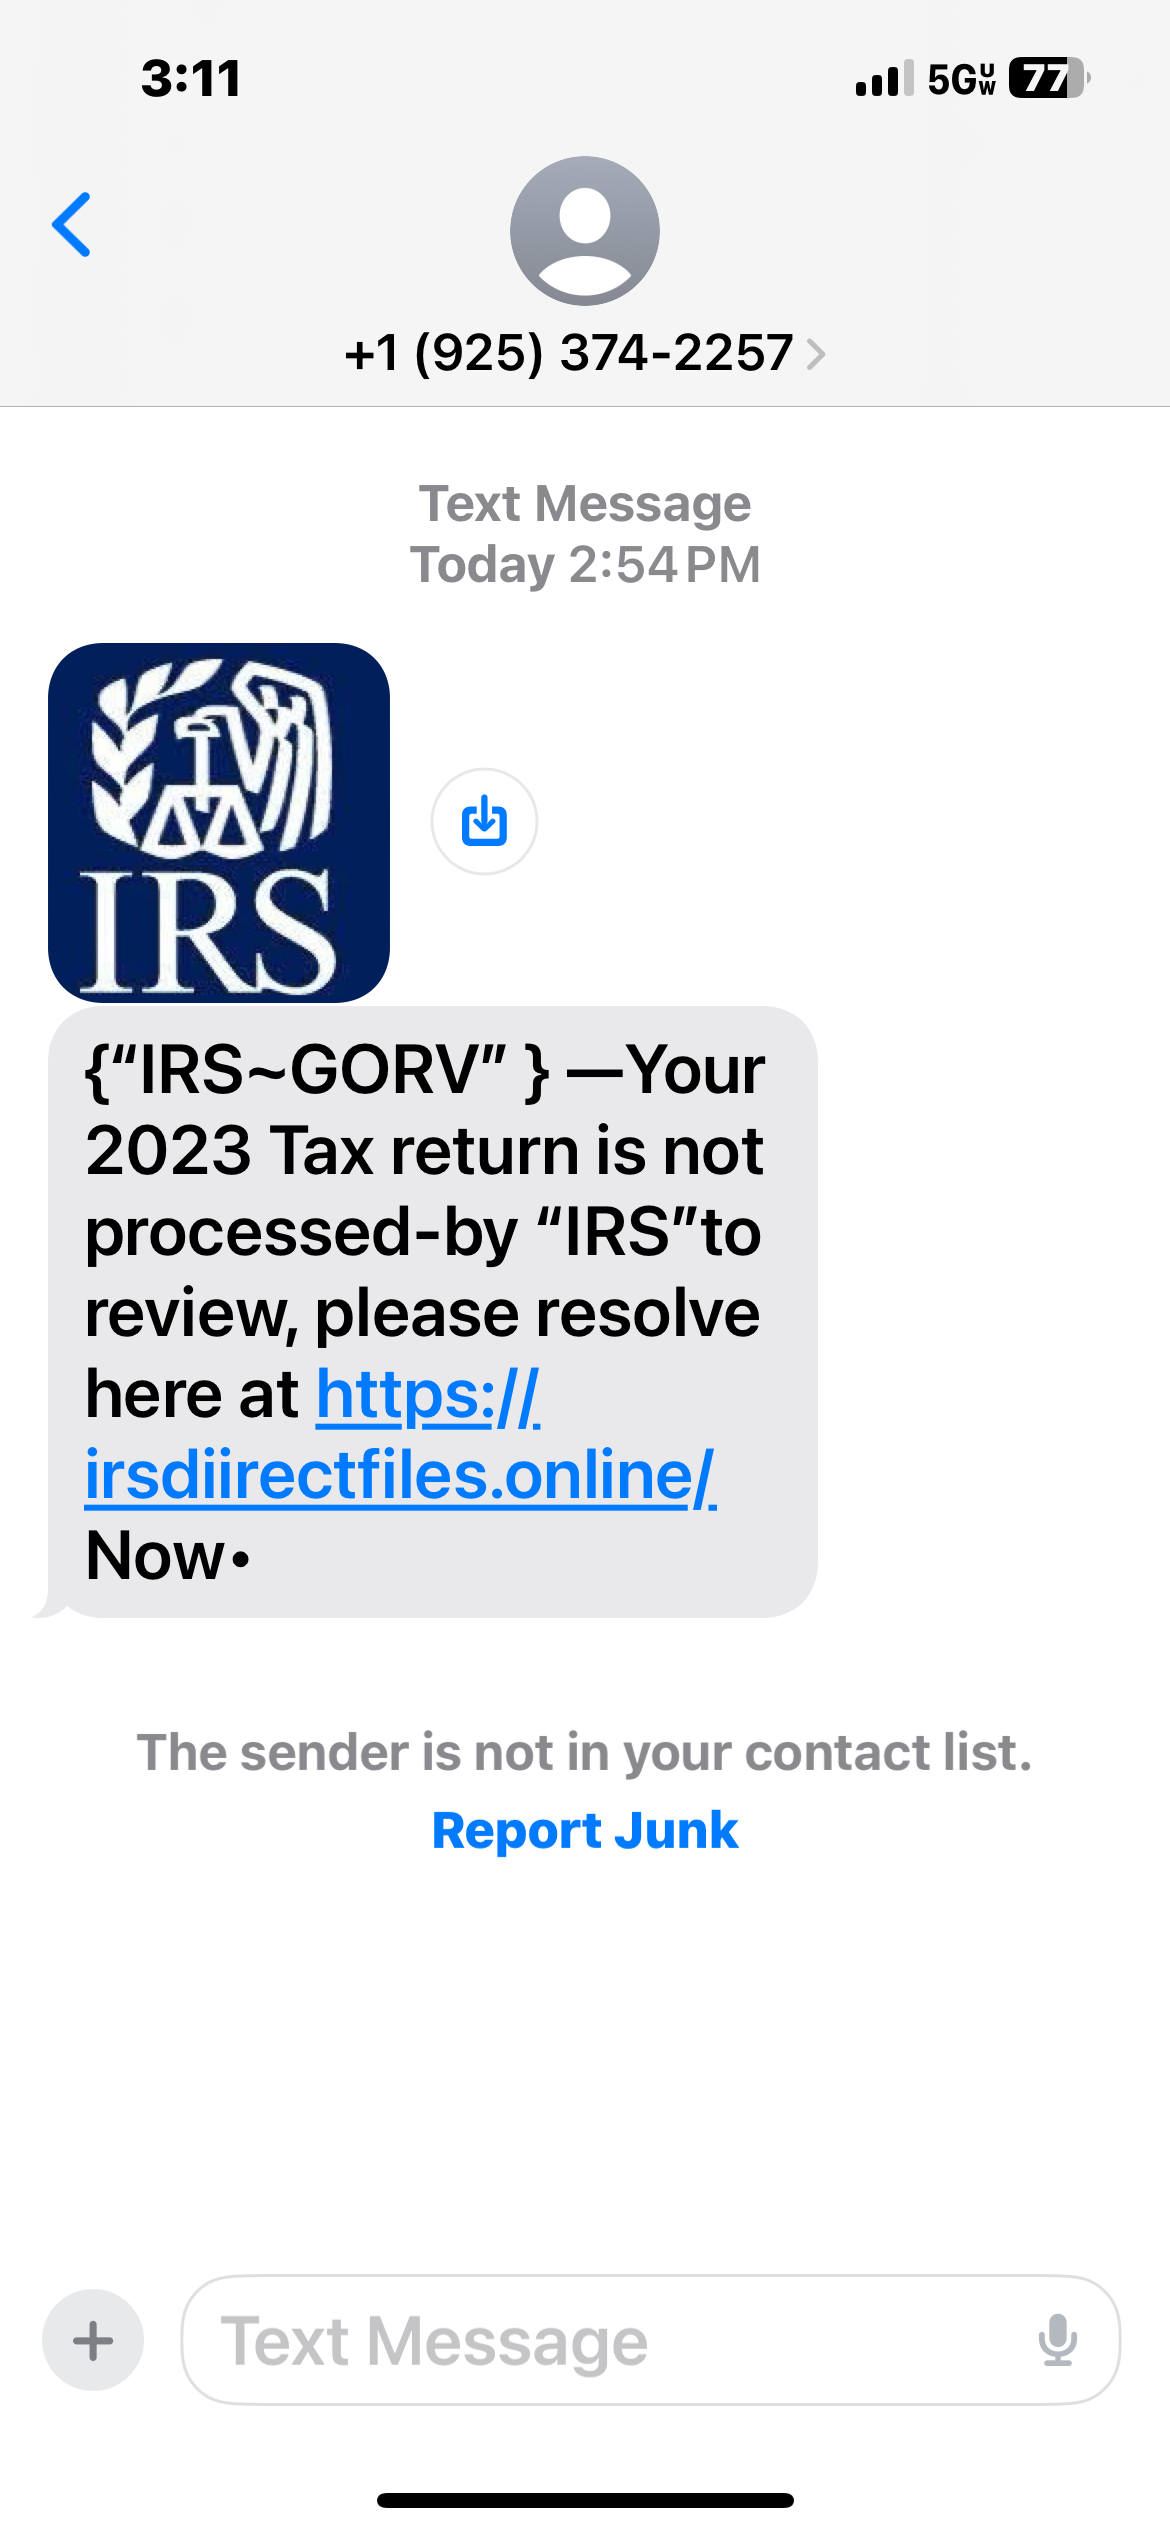 3:11
5GUW 77
+1 (925) 374-2257
Text Message
Today 2:54 PM
IRS
{“IRS~GORV” } —Your
2023 Tax return is not
processed-by “IRS”to
review, please resolve
here at https://
irsdiirectfiles.online/
Now•
The sender is not in your contact list.
Report Junk
Text Message